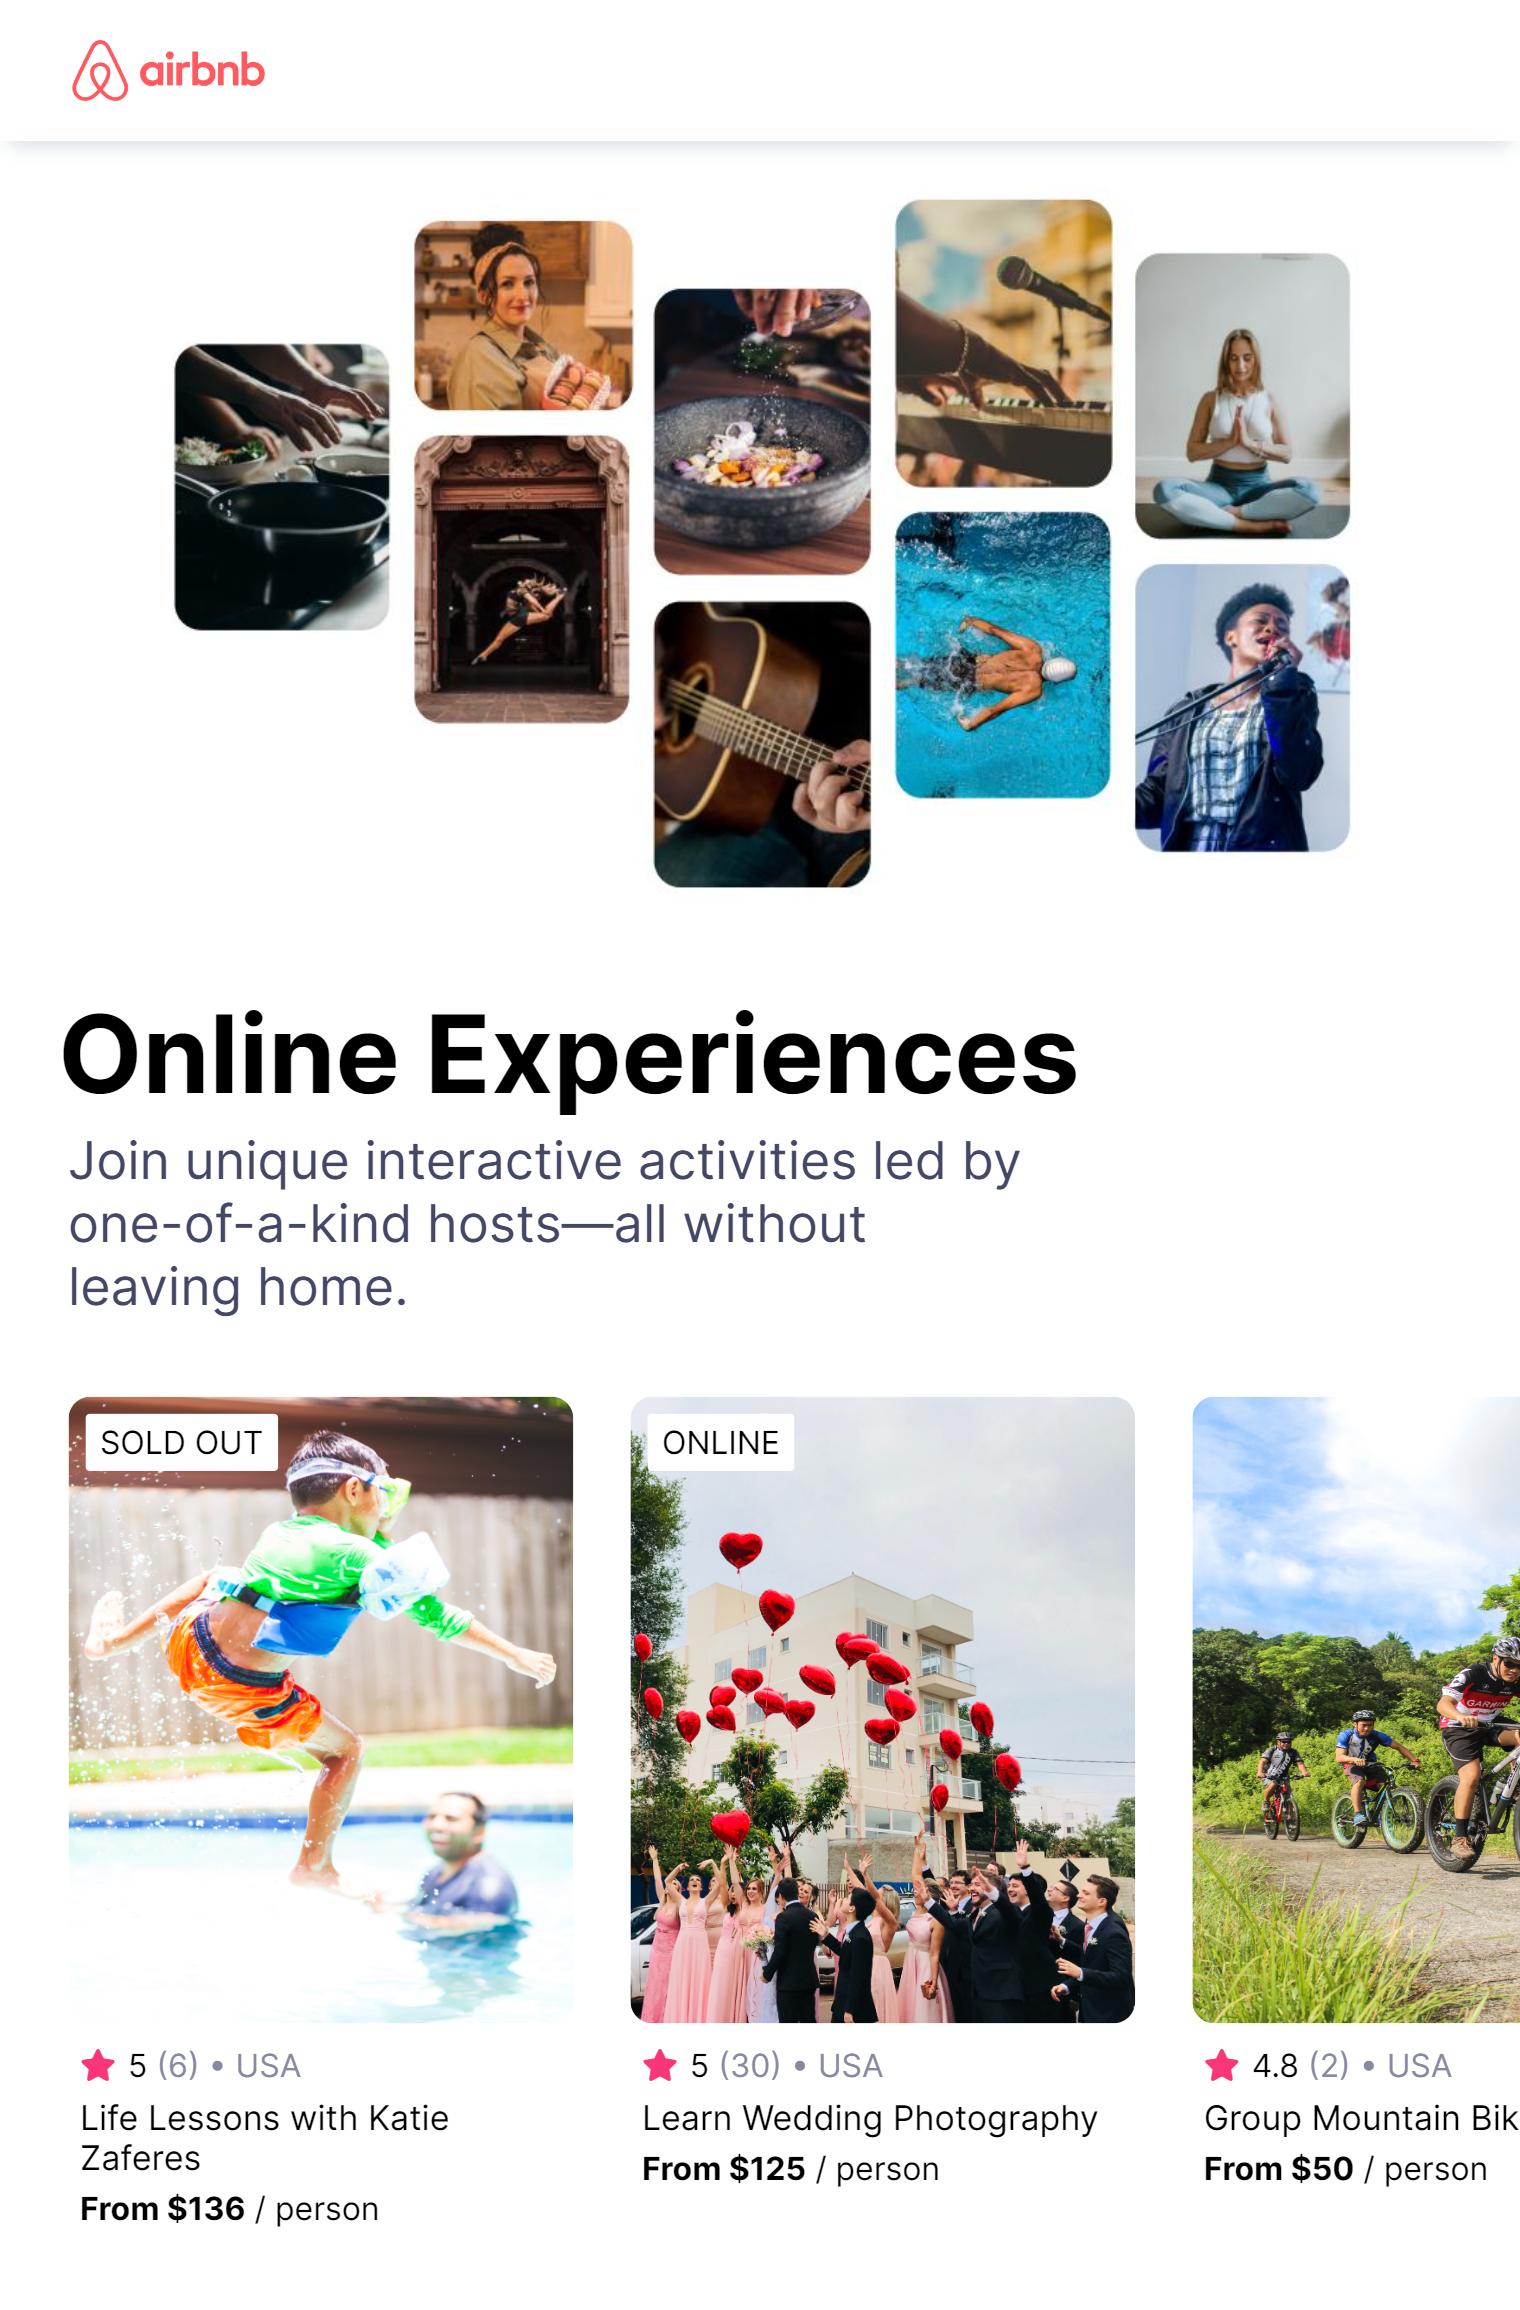 airbnb
Online Experiences
Join unique interactive activities led by
one-of-a-kind hosts—all without
leaving home.
SOLD OUT
ONLINE
GARMIN
5 (6) • USA
Life Lessons with Katie
Zaferes
From $136 / person
5 (30) • USA
Learn Wedding Photography
From $125 / person
4.8 (2) • USA
Group Mountain Bik
From $50 / person